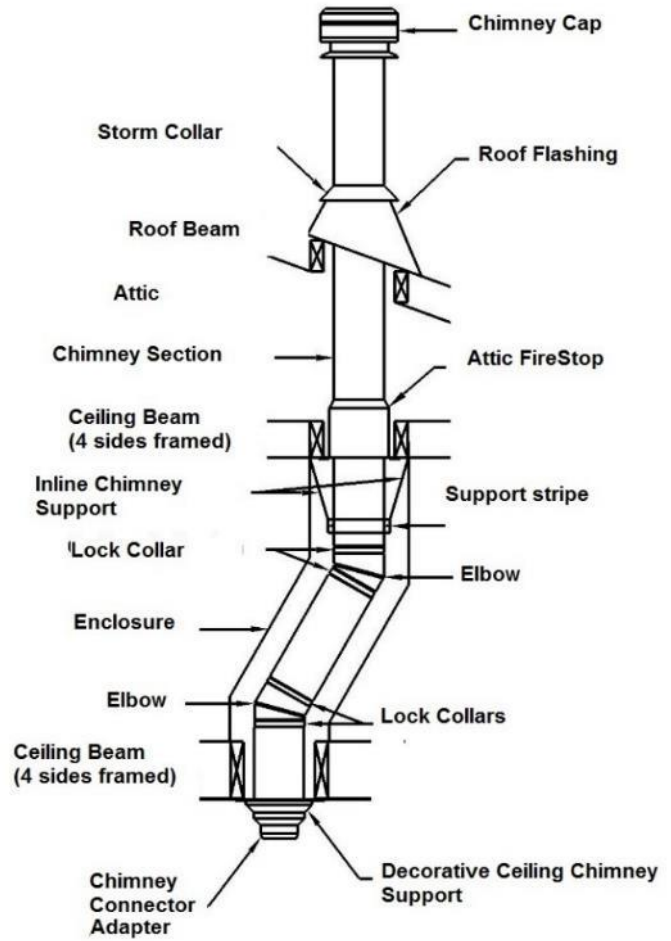 Chimney Cap
Storm Collar
Roof Flashing
Roof Beam
Attic
Chimney Section
Attic FireStop
Ceiling Beam
(4 sides framed)
Inline Chimney
Support
Support stripe
Lock Collar
Elbow
Enclosure
Elbow
Lock Collars
Ceiling Beam
(4 sides framed)
Decorative Ceiling Chimney
Support
Chimney
Connector
Adapter